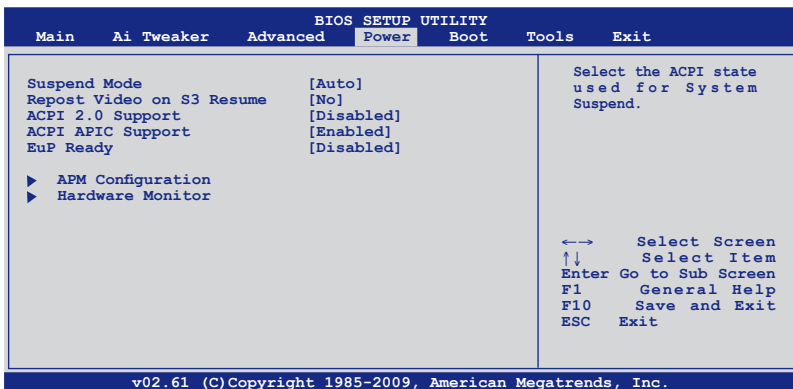 BIOS SETUP UTILITY
Main Ai Tweaker Advanced Power Boot Tools Exit
Suspend Mode [Auto]
Repost Video on S3 Resume [No]
ACPI 2.0 Support [Disabled]
ACPI APIC Support [Enabled]
EuP Ready [Disabled]
▶ APM Configuration
▶ Hardware Monitor
Select the ACPI state
used for System
Suspend.
←→ Select Screen
↑↓ Select Item
Enter Go to Sub Screen
F1 General Help
F10 Save and Exit
ESC Exit
v02.61 (C)Copyright 1985-2009, American Megatrends, Inc.